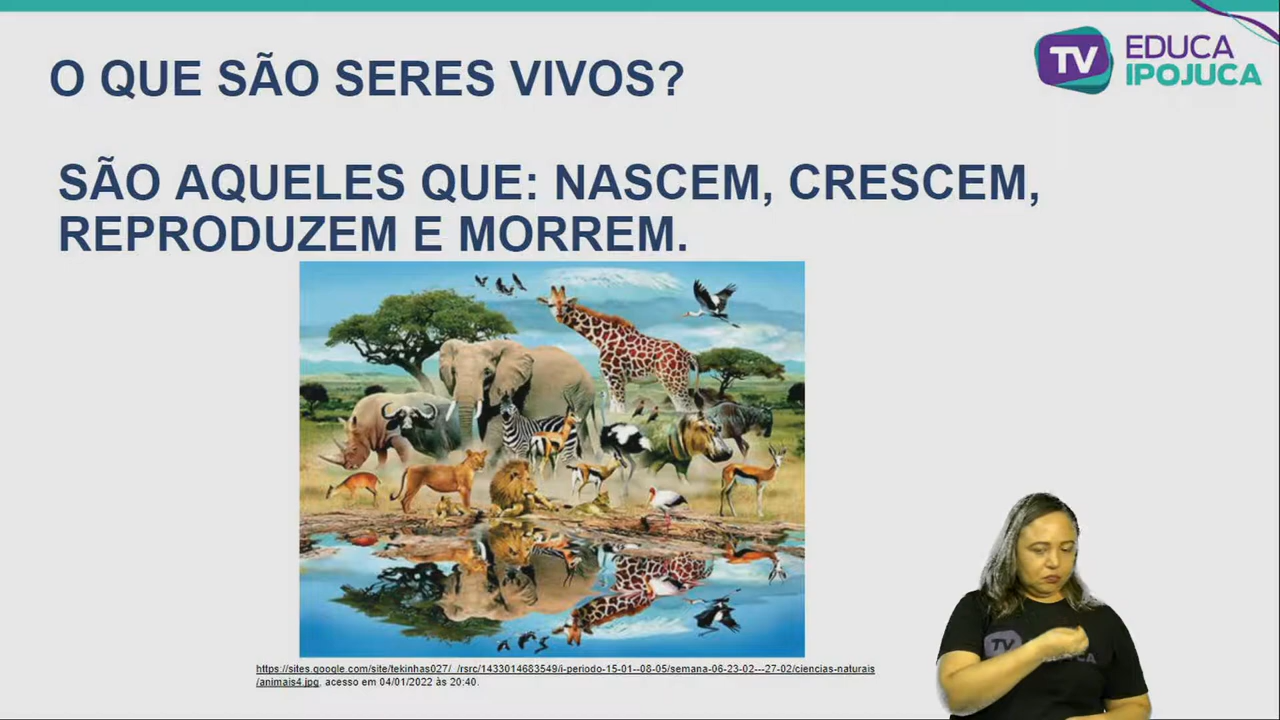 TV EDUCA
IPOJUCA
O QUE SÃO SERES VIVOS?
SÃO AQUELES QUE: NASCEM, CRESCEM,
REPRODUZEM E MORREM.
https://sites.google.com/site/tekinhas027/_/rsrc/1433014683549/i-periodo-15-01--08-05/semana-06-23-02---27-02/ciencias-naturais
/animais4.jpg, acesso em 04/01/2022 às 20:40.
TV